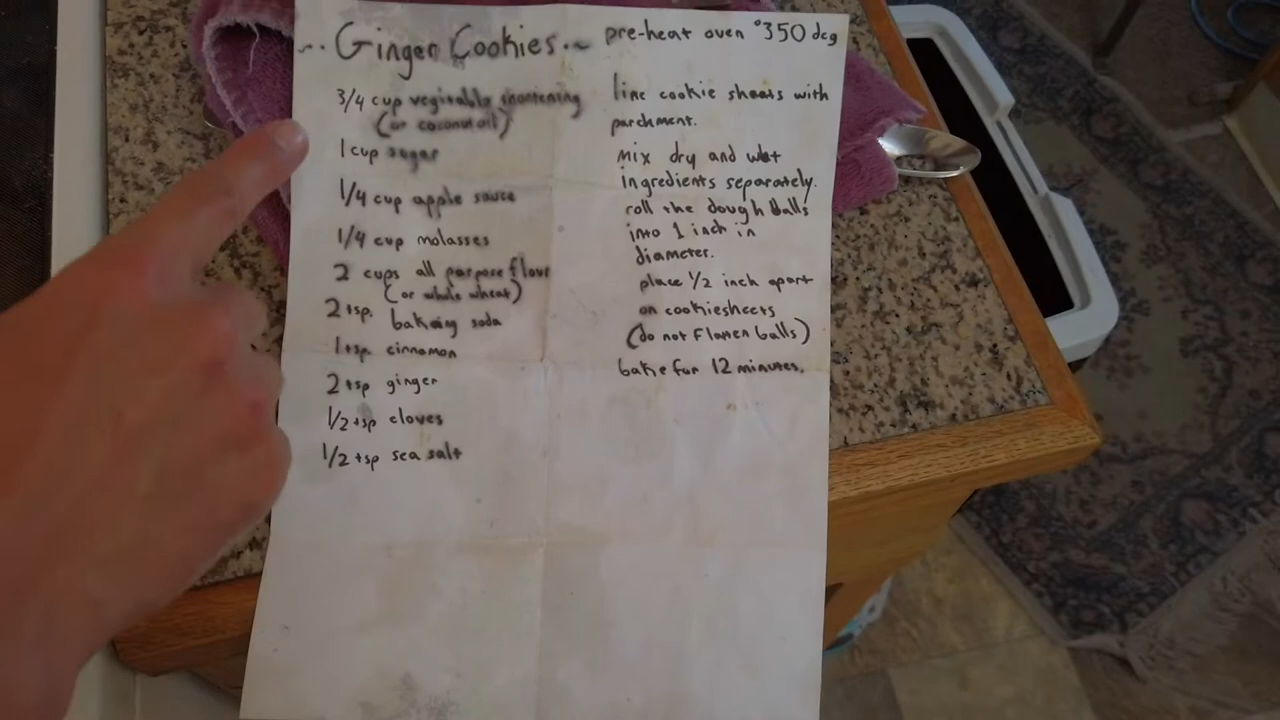 Ginger Cookies
3/4 cup vegitable shortening
(or coconut oil)
1 cup sugar
1/4 cup apple sauce
1/4 cup molasses
2 cups all purpose flour
(or whole wheat)
2 tsp. baking soda
1 tsp. cinnamon
2 tsp ginger
1/2 tsp cloves
1/2 tsp sea salt
pre-heat oven °350 deg
line cookie sheets with
parchment.
mix dry and wet
ingredients separately.
roll the dough balls
into 1 inch in
diameter.
place 1/2 inch apart
on cookiesheets
(do not flatten balls)
bake for 12 minutes.